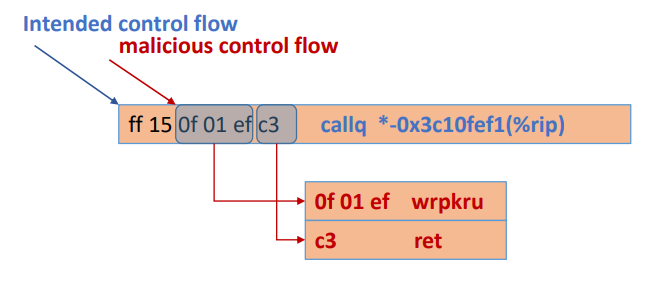 Intended control flow
malicious control flow
ff 15 0f 01 ef c3 callq *-0x3c10fef1(%rip)
0f 01 ef wrpkru
c3 ret